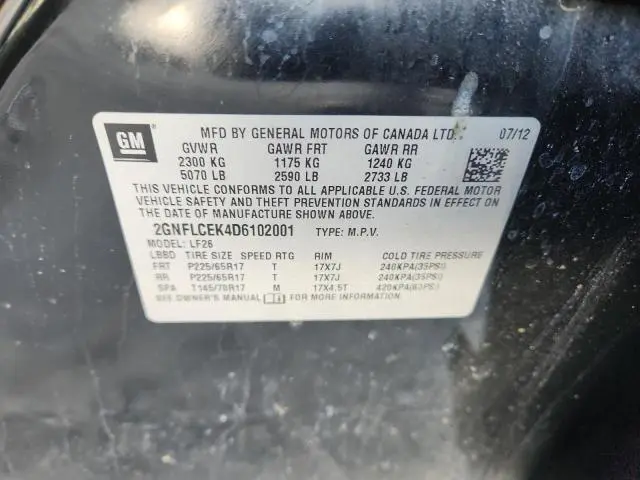 GM ®
MFD BY GENERAL MOTORS OF CANADA LTD. 07/12
GVWR GAWR FRT GAWR RR
2300 KG 1175 KG 1240 KG
5070 LB 2590 LB 2733 LB
THIS VEHICLE CONFORMS TO ALL APPLICABLE U.S. FEDERAL MOTOR
VEHICLE SAFETY AND THEFT PREVENTION STANDARDS IN EFFECT ON
THE DATE OF MANUFACTURE SHOWN ABOVE.
2GNFLCEK4D6102001 TYPE: M.P.V.
MODEL: LF26
LBBD TIRE SIZE SPEED RTG RIM COLD TIRE PRESSURE
FRT P225/65R17 T 17X7J 240KPA(35PSI)
RR P225/65R17 T 17X7J 240KPA(35PSI)
SPA T145/70R17 M 17X4.5T 420KPA(60PSI)
SEE OWNER'S MANUAL FOR MORE INFORMATION